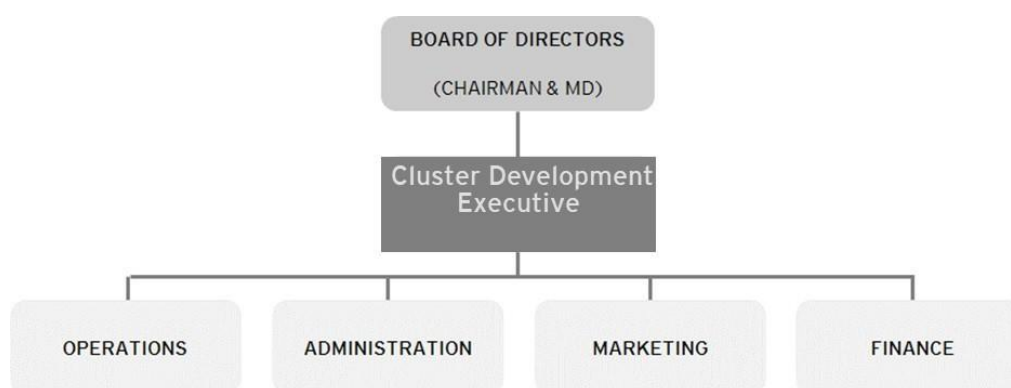 BOARD OF DIRECTORS
(CHAIRMAN & MD)
Cluster Development
Executive
OPERATIONS
ADMINISTRATION
MARKETING
FINANCE